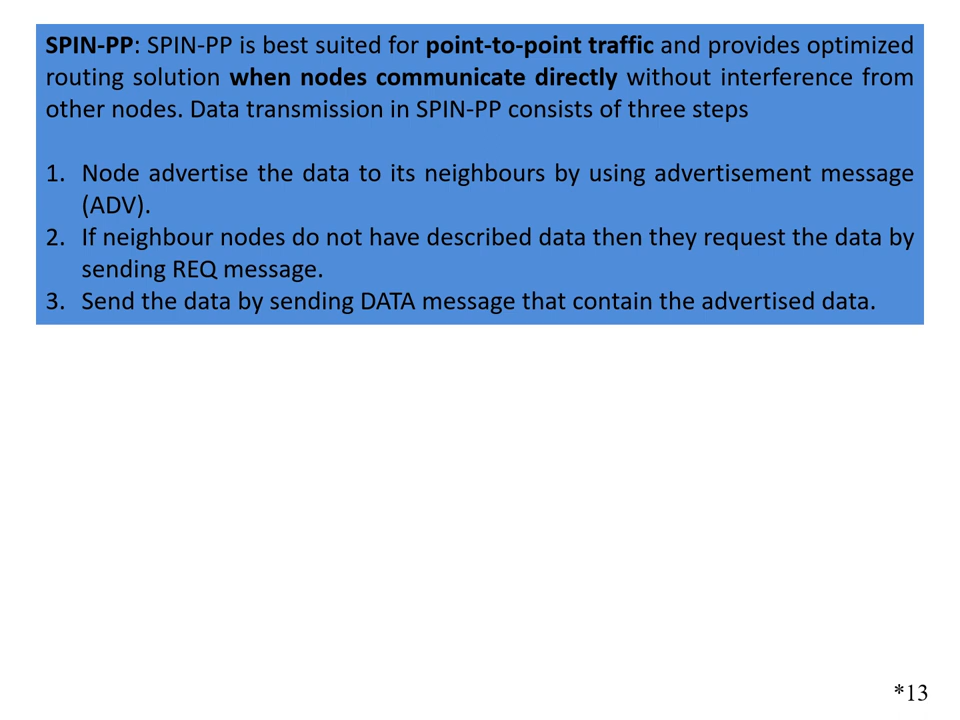 SPIN-PP: SPIN-PP is best suited for point-to-point traffic and provides optimized
routing solution when nodes communicate directly without interference from
other nodes. Data transmission in SPIN-PP consists of three steps
1. Node advertise the data to its neighbours by using advertisement message
(ADV).
2. If neighbour nodes do not have described data then they request the data by
sending REQ message.
3. Send the data by sending DATA message that contain the advertised data.
*13